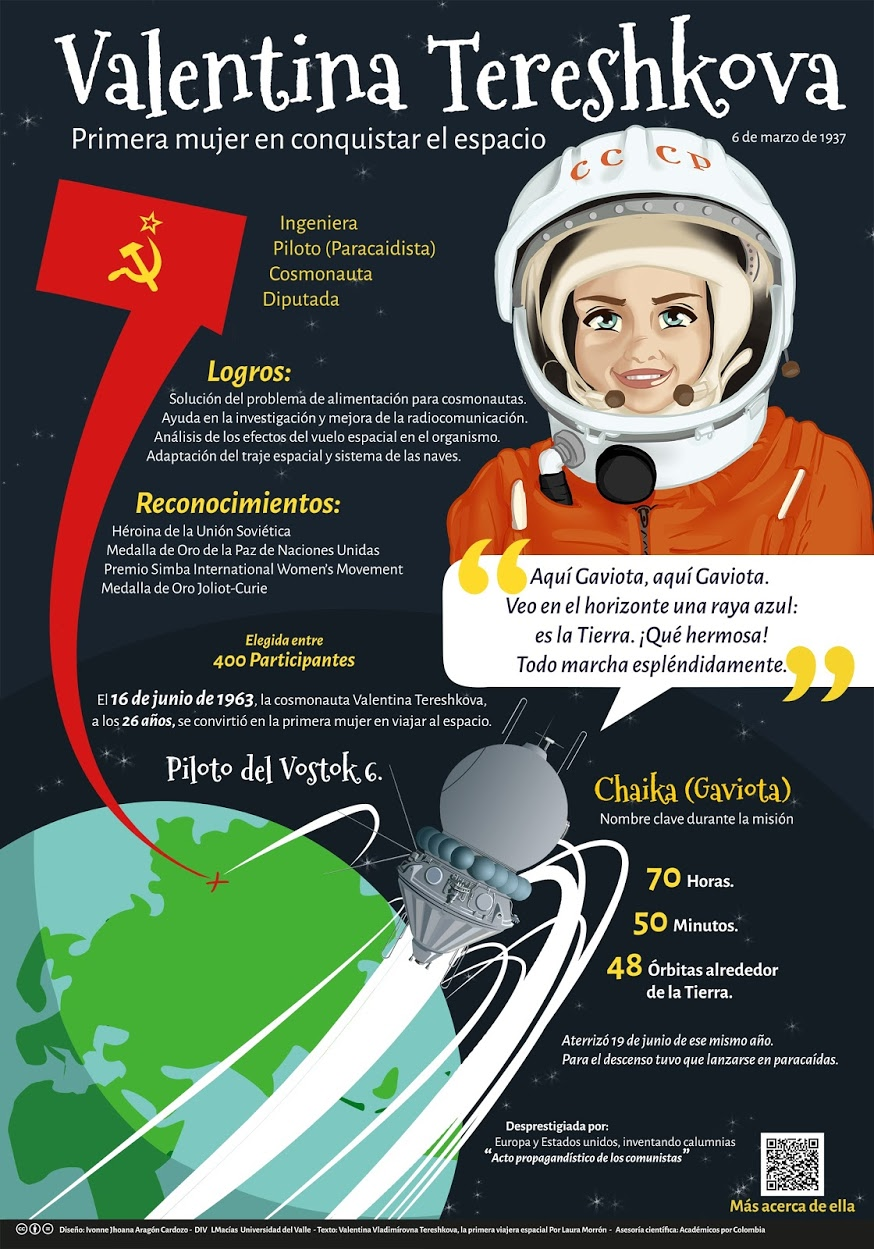 Valentina Tereshkova
Primera mujer en conquistar el espacio
6 de marzo de 1937
CCCP
Ingeniera
Piloto (Paracaidista)
Cosmonauta
Diputada
Logros:
Solución del problema de alimentación para cosmonautas.
Ayuda en la investigación y mejora de la radiocomunicación.
Análisis de los efectos del vuelo espacial en el organismo.
Adaptación del traje espacial y sistema de las naves.
Reconocimientos:
Héroina de la Unión Soviética
Medalla de Oro de la Paz de Naciones Unidas
Premio Simba International Women's Movement
Medalla de Oro Joliot-Curie
“Aquí Gaviota, aquí Gaviota.
Veo en el horizonte una raya azul:
es la Tierra. ¡Qué hermosa!
Todo marcha espléndidamente.”
Elegida entre
400 Participantes
El 16 de junio de 1963, la cosmonauta Valentina Tereshkova,
a los 26 años, se convirtió en la primera mujer en viajar al espacio.
Piloto del Vostok 6.
Chaika (Gaviota)
Nombre clave durante la misión
70 Horas.
50 Minutos.
48 Órbitas alrededor
de la Tierra.
Aterrizó 19 de junio de ese mismo año.
Para el descenso tuvo que lanzarse en paracaídas.
Desprestigiada por:
Europa y Estados unidos, inventando calumnias
“Acto propagandístico de los comunistas”
Más acerca de ella
Diseño: Ivonne Jhoana Aragón Cardozo - DIV LMacías Universidad del Valle - Texto: Valentina Vladimírovna Tereshkova, la primera viajera espacial Por Laura Morrón - Asesoría científica: Académicos por Colombia